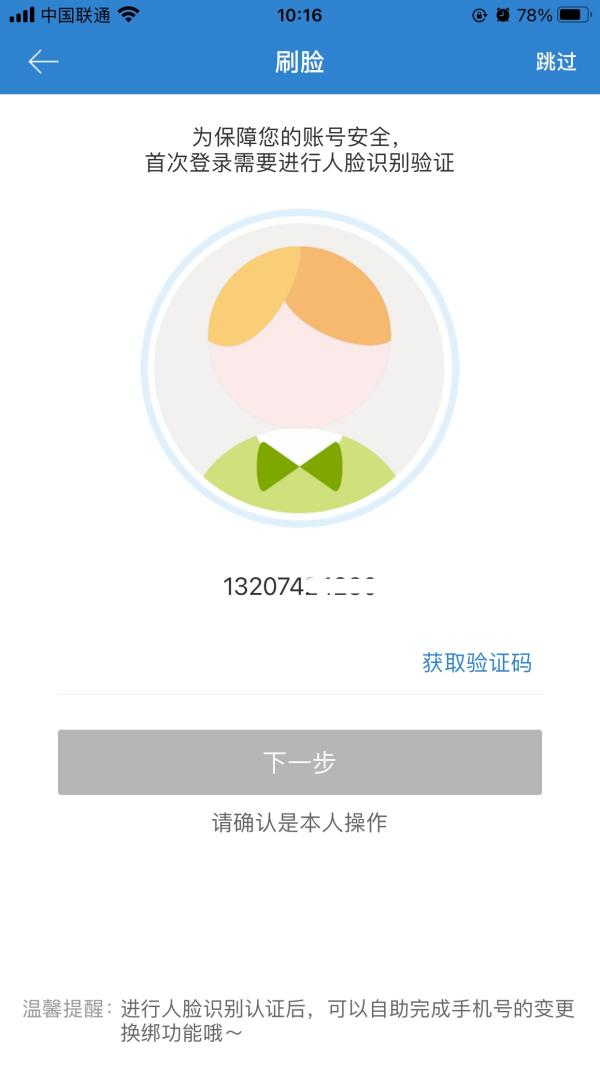 中国联通 10:16 78%
刷脸 跳过
为保障您的账号安全，
首次登录需要进行人脸识别验证
132074
获取验证码
下一步
请确认是本人操作
温馨提醒：进行人脸识别认证后，可以自助完成手机号的变更
换绑功能哦～